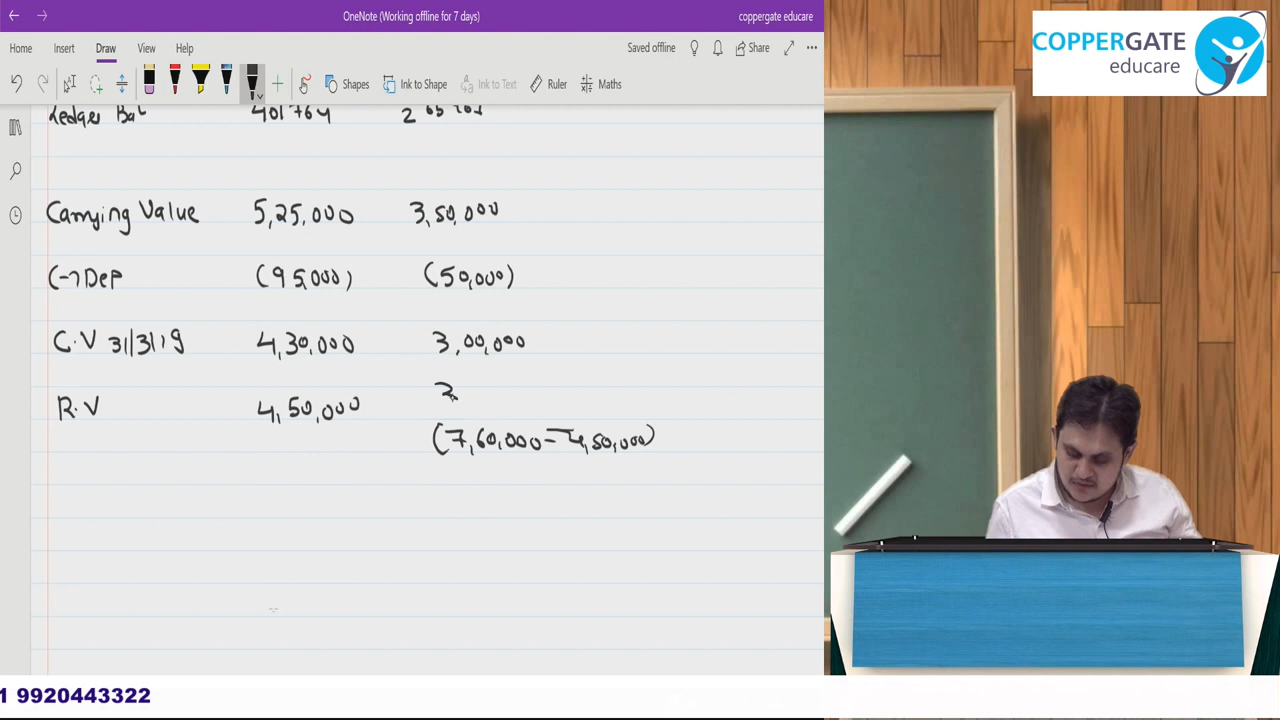 OneNote (Working offline for 7 days)
coppergate educare
Home Insert Draw View Help
Saved offline Share
Shapes Ink to Shape Ink to Text Ruler Maths
COPPERGATE
educare
Ledger Bal 401764
Carrying Value 5,25,000 3,50,000
(-) Dep (95,000) (50,000)
C.V 31/3/19 4,30,000 3,00,000
R.V 4,50,000 3
(7,60,000-4,50,000)
1 9920443322